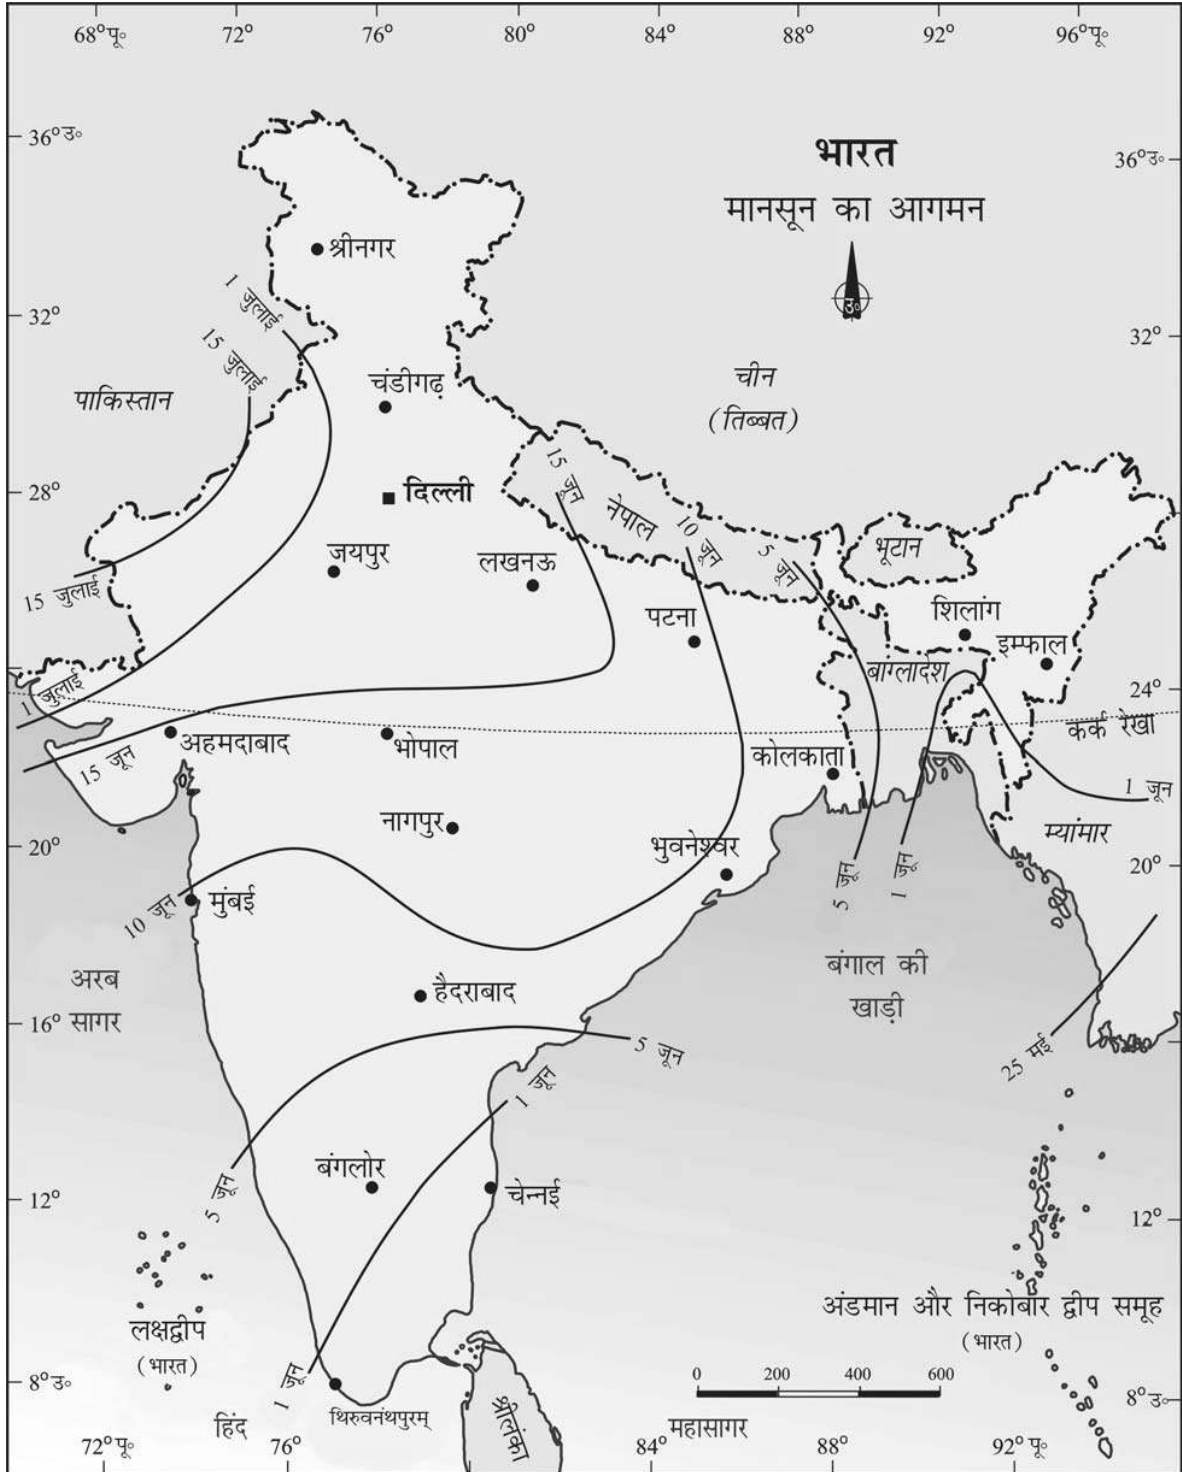 68°पू॰ 72° 76° 80° 84° 88° 92° 96°पू॰
36°उ॰
36°उ॰
भारत
मानसून का आगमन
उ॰
श्रीनगर
1 जुलाई
32°
32°
15 जुलाई
चंडीगढ़
चीन
(तिब्बत)
पाकिस्तान
15 जून
28°
दिल्ली
नेपाल
10 जून
5 जून
भूटान
जयपुर
लखनऊ
15 जुलाई
पटना
शिलांग
इम्फाल
बांग्लादेश
1 जुलाई
24°
कर्क रेखा
15 जून
अहमदाबाद
भोपाल
कोलकाता
1 जून
नागपुर
म्यांमार
20°
भुवनेश्वर
20°
5 जून
1 जून
10 जून
मुंबई
अरब
सागर
बंगाल की
खाड़ी
हैदराबाद
16°
5 जून
25 मई
1 जून
बंगलोर
चेन्नई
5 जून
12°
12°
लक्षद्वीप
(भारत)
अंडमान और निकोबार द्वीप समूह
(भारत)
0 200 400 600
8°उ॰
8°उ॰
1 जून
थिरुवनंथपुरम्
श्रीलंका
हिंद
महासागर
72°पू॰ 76° 84° 88° 92°पू॰